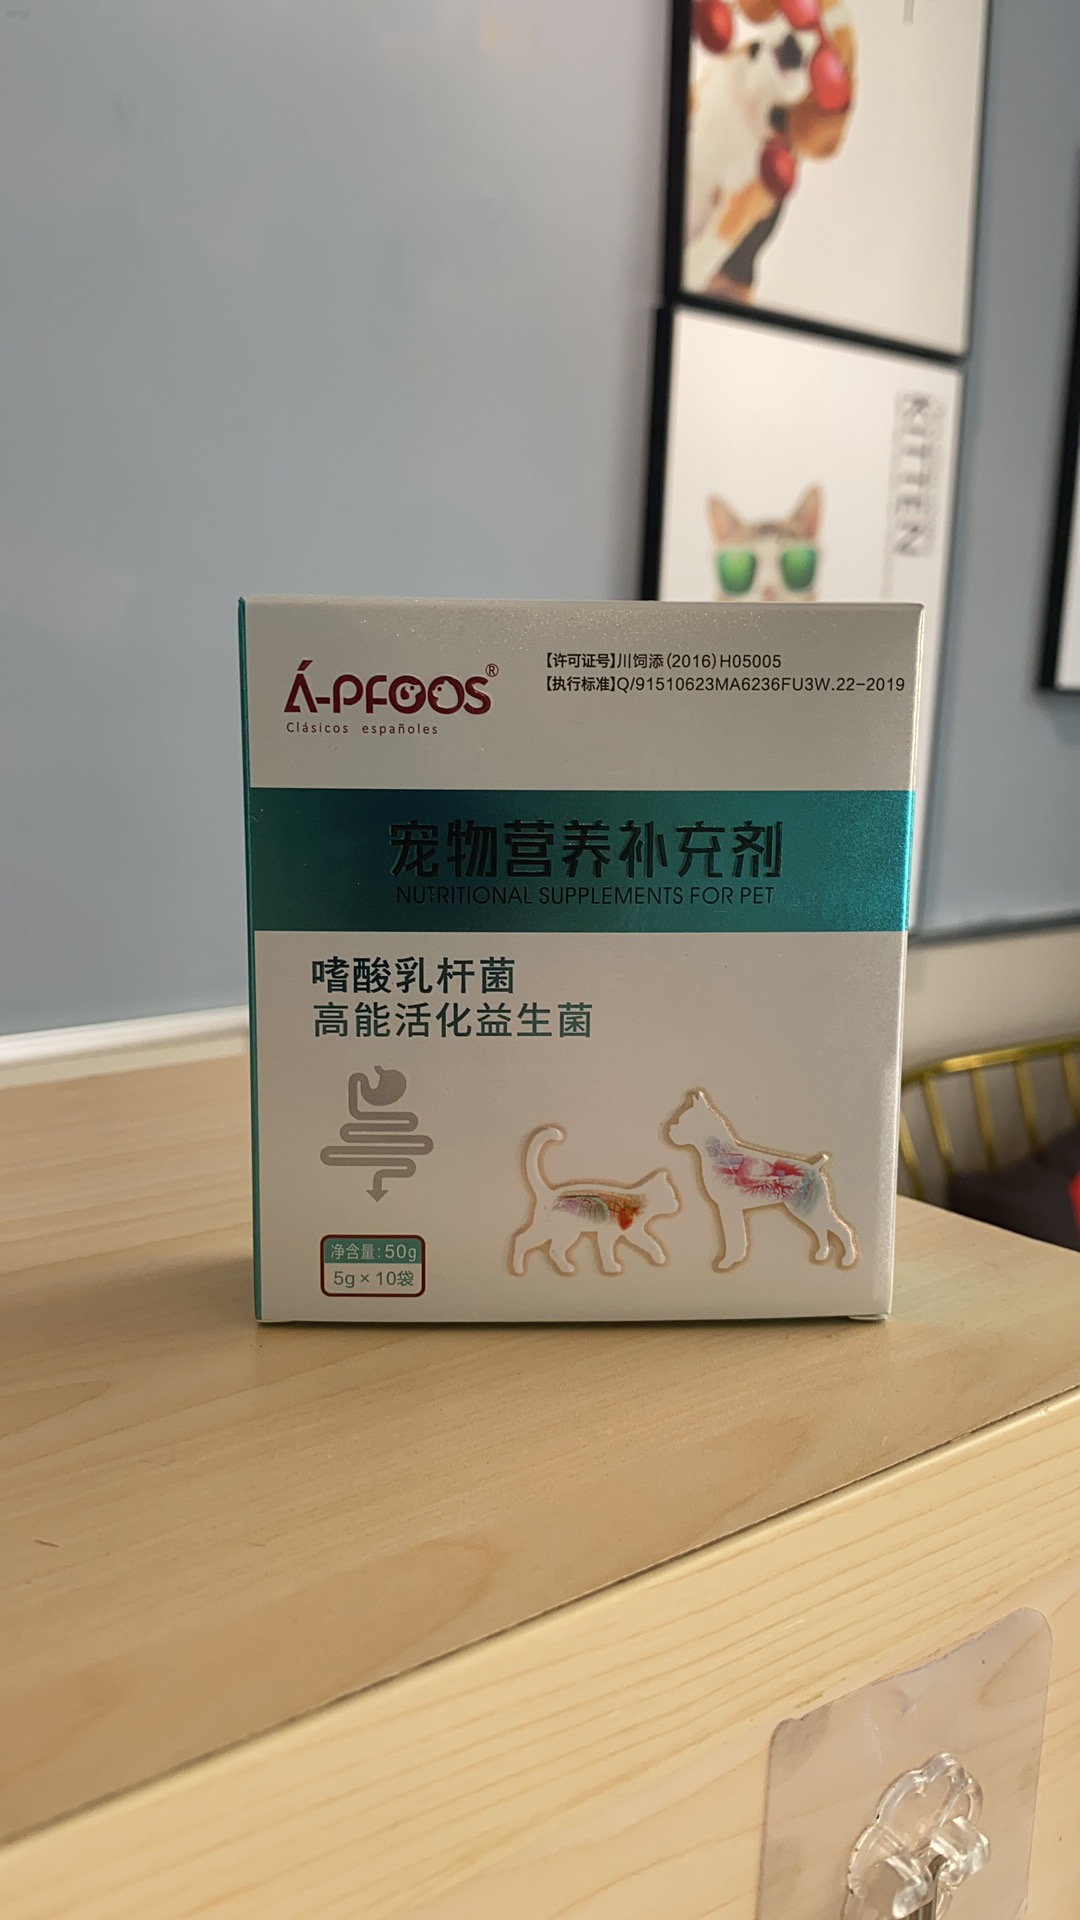 KITTEN
Á-PFOOS®
Clásicos españoles
【许可证号】川饲添(2016)H05005
【执行标准】Q/91510623MA6236FU3W.22-2019
宠物营养补充剂
NUTRITIONAL SUPPLEMENTS FOR PET
嗜酸乳杆菌
高能活化益生菌
净含量:50g
5g×10袋